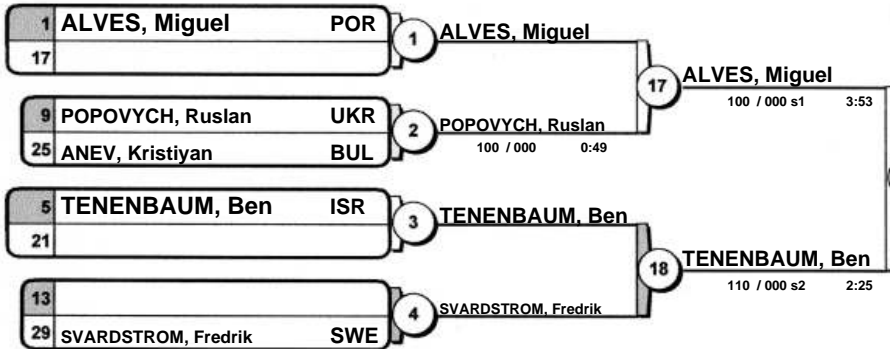 1 ALVES, Miguel POR
17
1 ALVES, Miguel
9 POPOVYCH, Ruslan UKR
25 ANEV, Kristiyan BUL
2 POPOVYCH, Ruslan
100 / 000 0:49
17 ALVES, Miguel
100 / 000 s1 3:53
5 TENENBAUM, Ben ISR
21
3 TENENBAUM, Ben
13
29 SVARDSTROM, Fredrik SWE
4 SVARDSTROM, Fredrik
18 TENENBAUM, Ben
110 / 000 s2 2:25